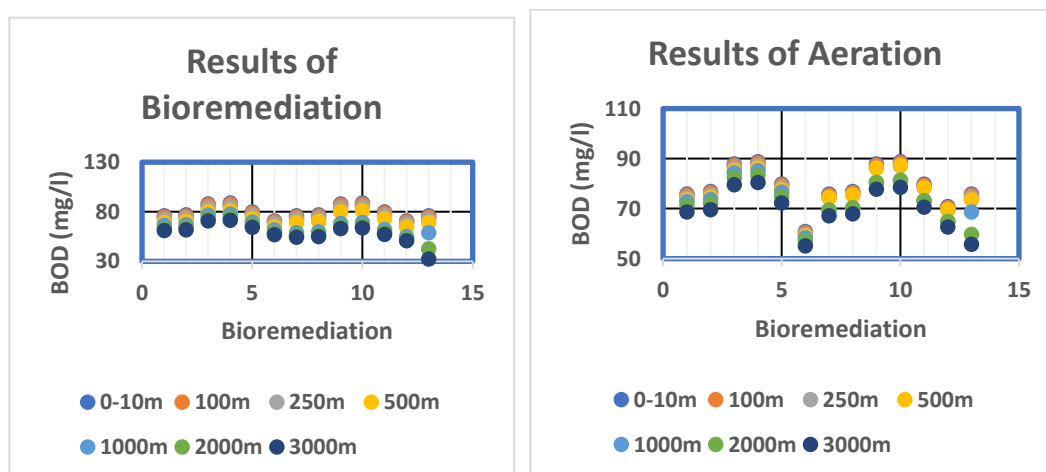 Results of
Bioremediation
BOD (mg/l)
130
80
30
0 5 10 15
Bioremediation
0-10m 100m 250m 500m
1000m 2000m 3000m
Results of Aeration
BOD (mg/l)
110
90
70
50
0 5 10 15
Bioremediation
0-10m 100m 250m 500m
1000m 2000m 3000m